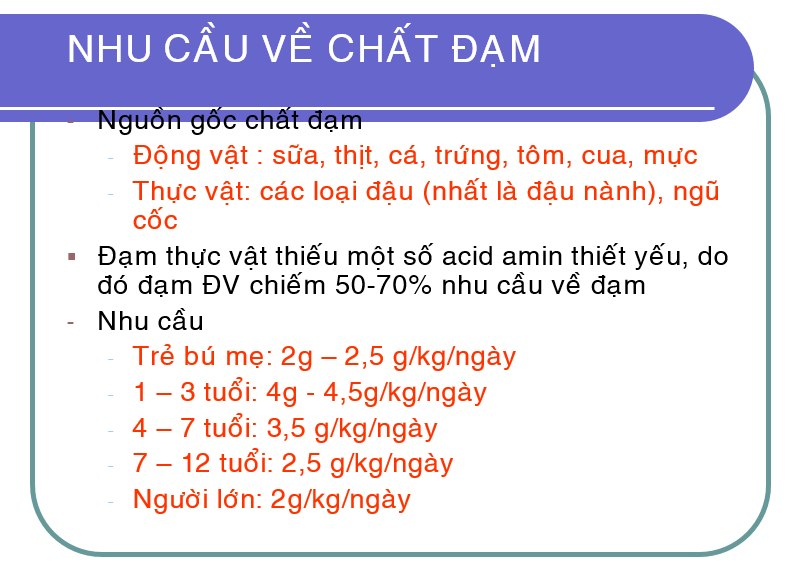 NHU CẦU VỀ CHẤT ĐẠM
- Nguồn gốc chất đạm
- Động vật : sữa, thịt, cá, trứng, tôm, cua, mực
- Thực vật: các loại đậu (nhất là đậu nành), ngũ
cốc
▪ Đạm thực vật thiếu một số acid amin thiết yếu, do
đó đạm ĐV chiếm 50-70% nhu cầu về đạm
- Nhu cầu
- Trẻ bú mẹ: 2g – 2,5 g/kg/ngày
- 1 – 3 tuổi: 4g - 4,5g/kg/ngày
- 4 – 7 tuổi: 3,5 g/kg/ngày
- 7 – 12 tuổi: 2,5 g/kg/ngày
- Người lớn: 2g/kg/ngày